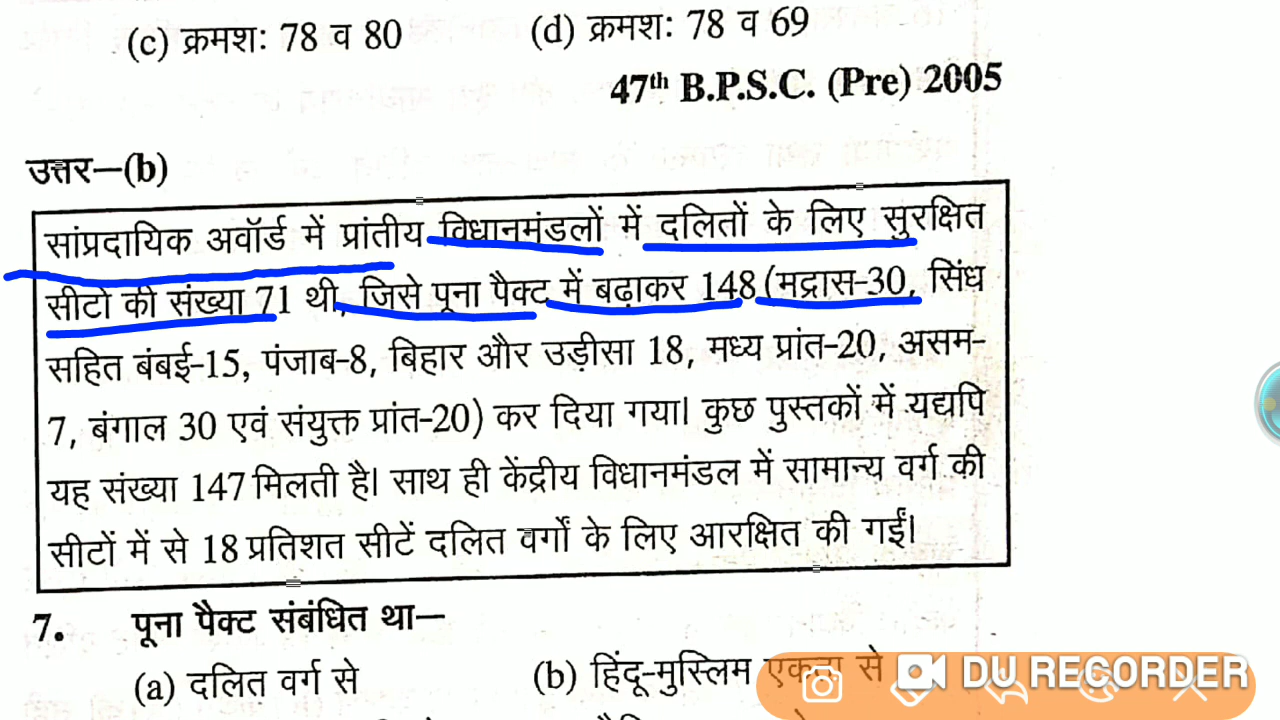 (c) क्रमशः 78 व 80 (d) क्रमशः 78 व 69
47th B.P.S.C. (Pre) 2005
उत्तर—(b)
सांप्रदायिक अवॉर्ड में प्रांतीय विधानमंडलों में दलितों के लिए सुरक्षित
सीटों की संख्या 71 थी, जिसे पूना पैक्ट में बढ़ाकर 148 (मद्रास-30, सिंध
सहित बंबई-15, पंजाब-8, बिहार और उड़ीसा 18, मध्य प्रांत-20, असम-
7, बंगाल 30 एवं संयुक्त प्रांत-20) कर दिया गया। कुछ पुस्तकों में यद्यपि
यह संख्या 147 मिलती है। साथ ही केंद्रीय विधानमंडल में सामान्य वर्ग की
सीटों में से 18 प्रतिशत सीटें दलित वर्गों के लिए आरक्षित की गईं।
7. पूना पैक्ट संबंधित था—
(a) दलित वर्ग से (b) हिंदू-मुस्लिम एकता से
DU RECORDER